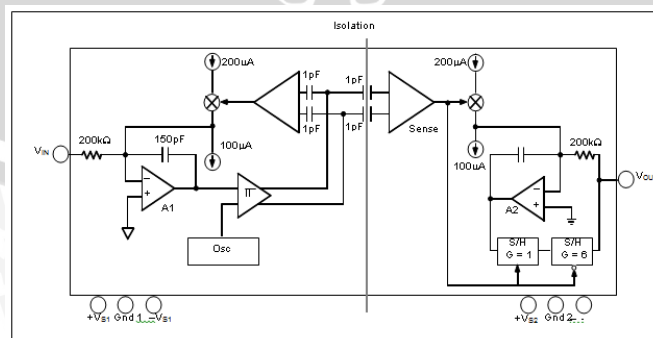 Isolation
200µA
1pF
1pF
200µA
1pF
1pF
Sense
150pF
100µA
200kΩ
VIN
A1
Osc
100µA
200kΩ
A2
S/H
G = 1
S/H
G = 6
+VS1
Gnd 1
−VS1
+VS2
Gnd 2